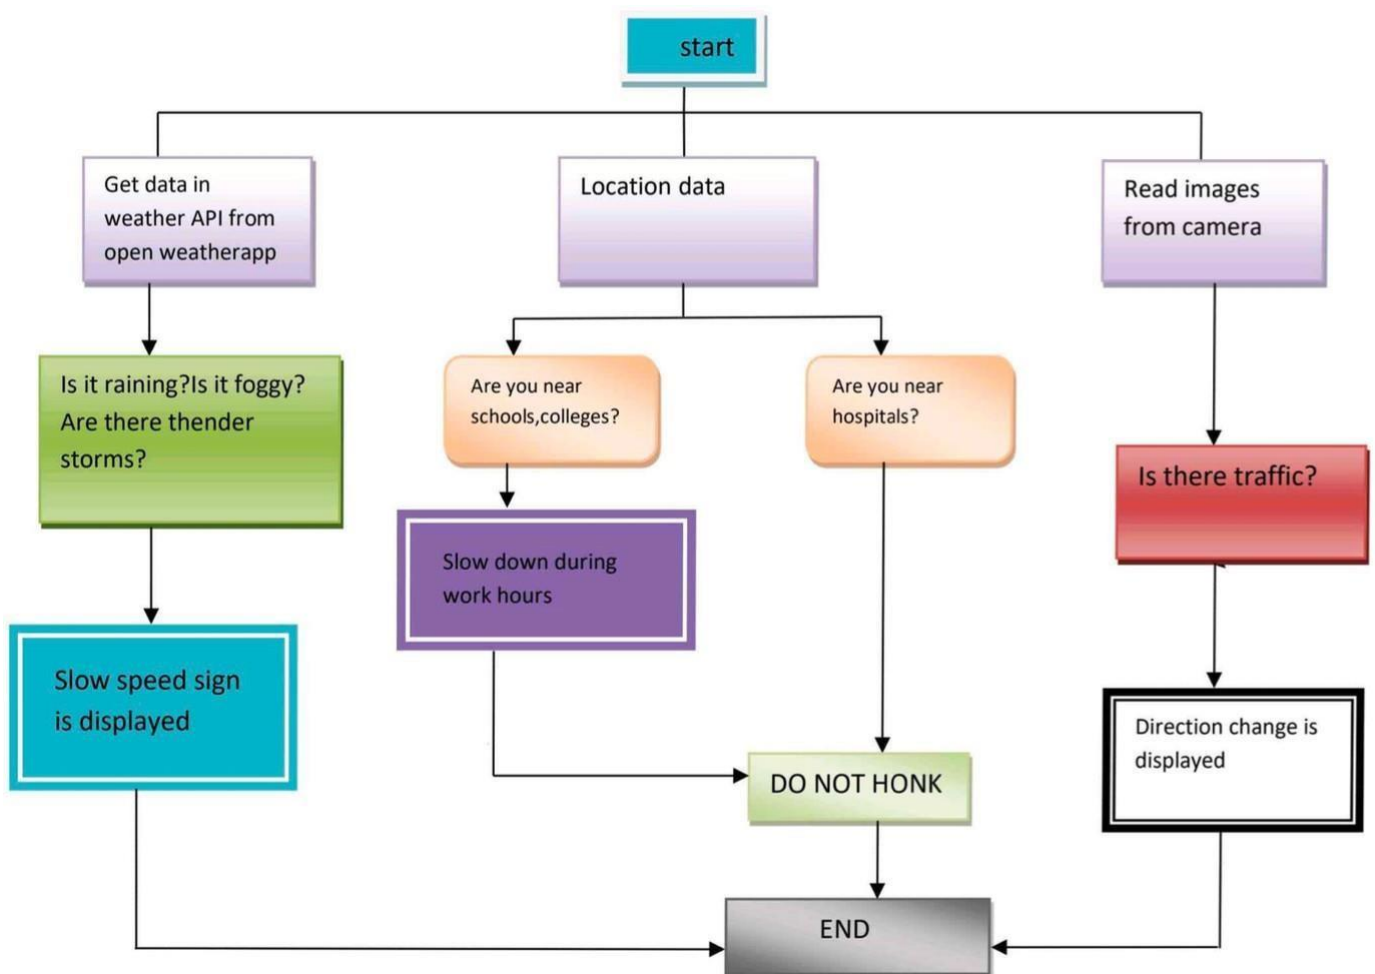 start
Get data in
weather API from
open weatherapp
Location data
Read images
from camera
Is it raining?Is it foggy?
Are there thender
storms?
Are you near
schools,colleges?
Are you near
hospitals?
Is there traffic?
Slow down during
work hours
Slow speed sign
is displayed
Direction change is
displayed
DO NOT HONK
END